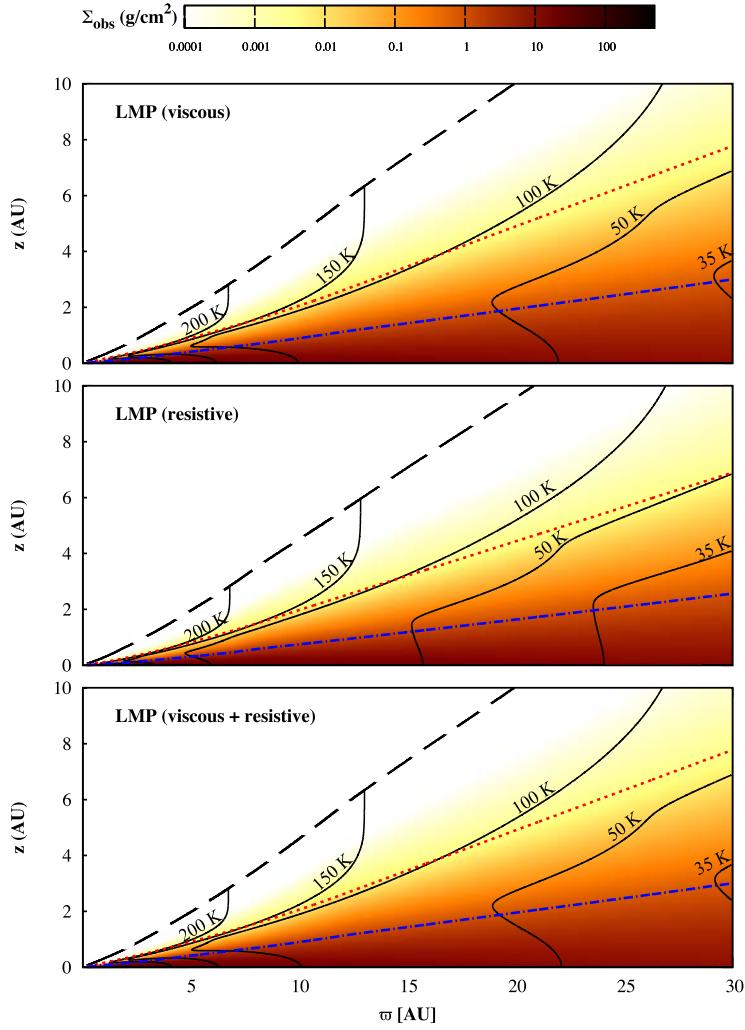 Σobs (g/cm²)
0.0001 0.001 0.01 0.1 1 10 100
10
LMP (viscous)
8
100 K
6
50 K
z (AU)
150 K
4
35 K
200 K
2
0
10
LMP (resistive)
8
100 K
6
50 K
z (AU)
150 K
4
35 K
200 K
2
0
10
LMP (viscous + resistive)
8
100 K
6
50 K
z (AU)
150 K
4
35 K
200 K
2
0
5 10 15 20 25 30
ϖ [AU]